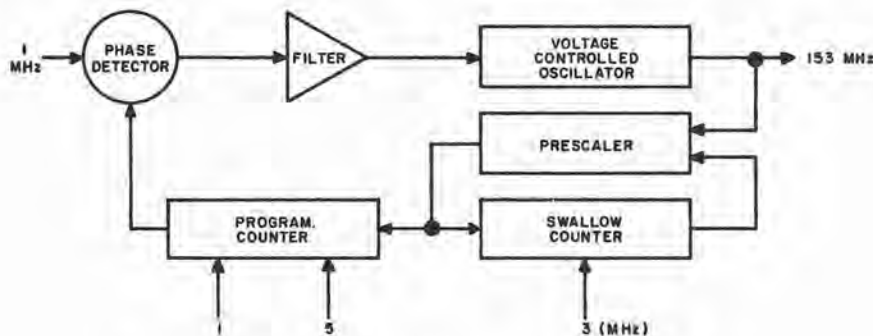 1
MHz
PHASE
DETECTOR
FILTER
VOLTAGE
CONTROLLED
OSCILLATOR
153 MHz
PRESCALER
PROGRAM.
COUNTER
SWALLOW
COUNTER
1
5
3 (MHz)